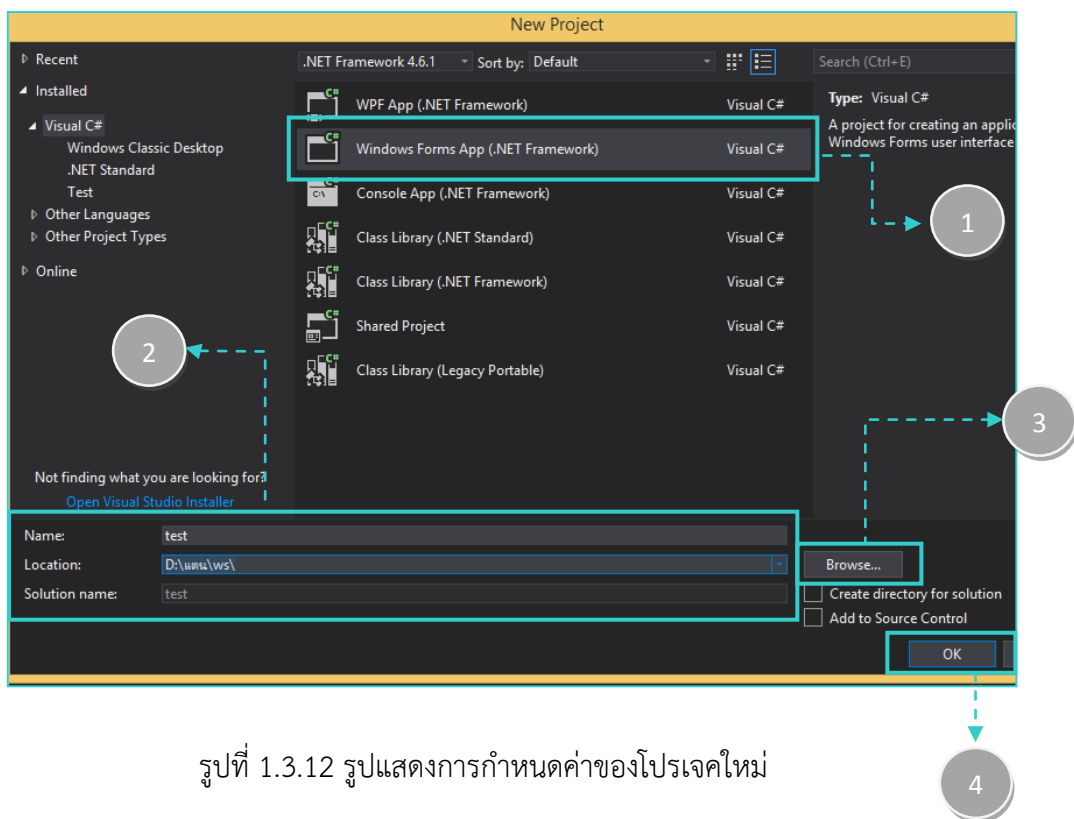 New Project
Recent
.NET Framework 4.6.1
Sort by: Default
Search (Ctrl+E)
Installed
Visual C#
Windows Classic Desktop
.NET Standard
Test
Other Languages
Other Project Types
Online
WPF App (.NET Framework) Visual C#
Windows Forms App (.NET Framework) Visual C#
Console App (.NET Framework) Visual C#
Class Library (.NET Standard) Visual C#
Class Library (.NET Framework) Visual C#
Shared Project Visual C#
Class Library (Legacy Portable) Visual C#
Type: Visual C#
A project for creating an applic
Windows Forms user interface
1
2
3
Not finding what you are looking for?
Open Visual Studio Installer
Name: test
Location: D:\แตน\พร\
Browse...
Solution name: test
Create directory for solution
Add to Source Control
OK
4
รูปที่ 1.3.12 รูปแสดงการกำหนดค่าของโปรเจคใหม่